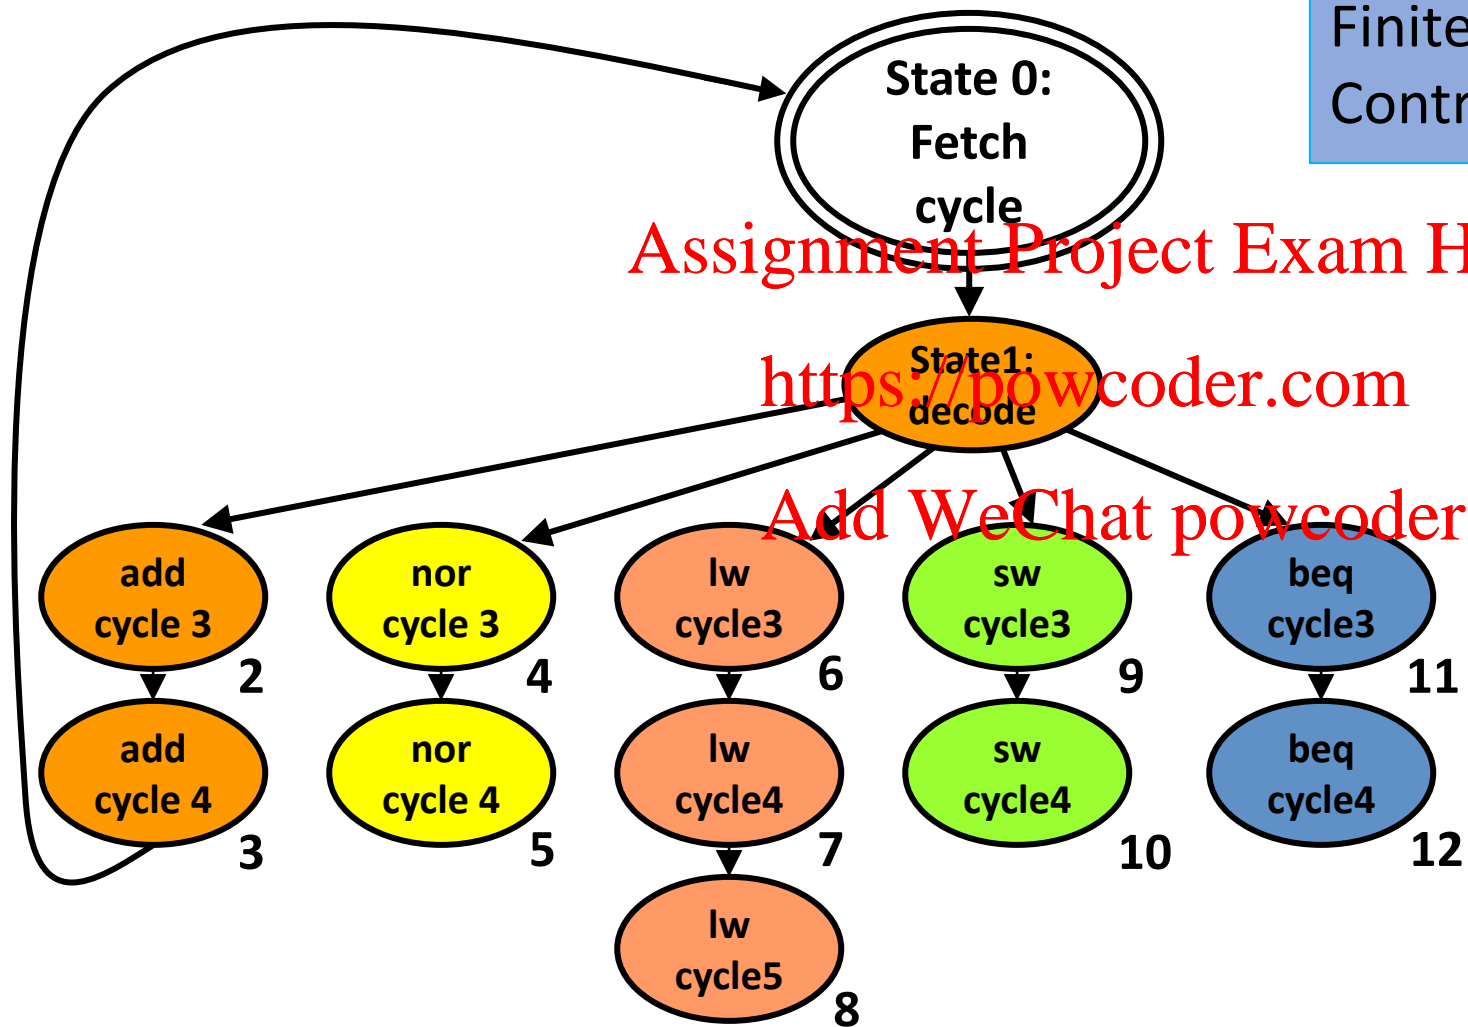 Finite
Contr
State 0:
Fetch
cycle
Assignment Project Exam H
State1:
decode
https://powcoder.com
Add WeChat powcoder
add
cycle 3
2
nor
cycle 3
4
lw
cycle3
6
sw
cycle3
9
beq
cycle3
11
add
cycle 4
3
nor
cycle 4
5
lw
cycle4
7
sw
cycle4
10
beq
cycle4
12
lw
cycle5
8